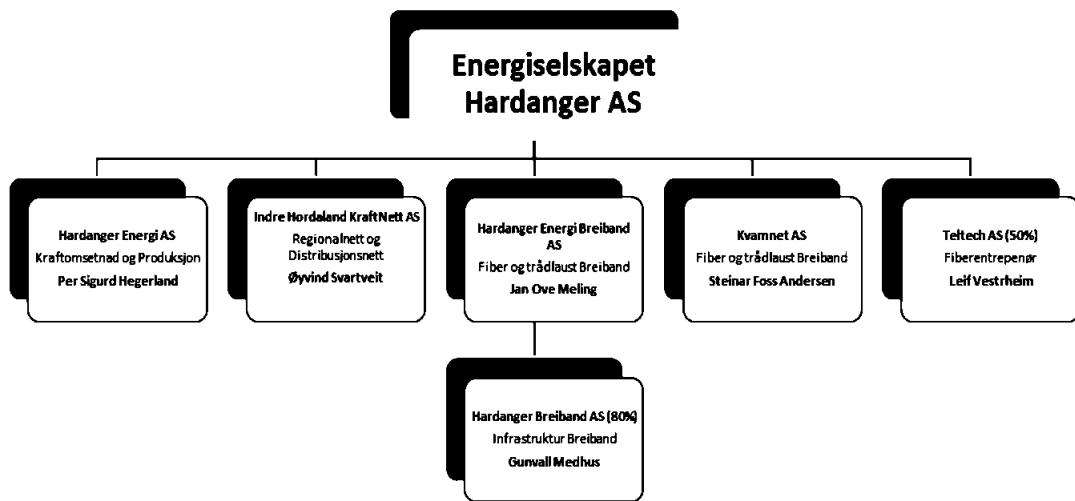 Energiselskapet
Hardanger AS
Hardanger Energi AS
Kraftomsetnad og Produksjon
Per Sigurd Hegerland
Indre Hordaland KraftNett AS
Regionalnett og
Distribusjonsnett
Øyvind Svartveit
Hardanger Energi Breiband
AS
Fiber og trådlaust Breiband
Jan Ove Meling
Kvamnet AS
Fiber og trådlaust Breiband
Steinar Foss Andersen
Teltech AS (50%)
Fiberentrepenør
Leif Vestrheim
Hardanger Breiband AS (80%)
Infrastruktur Breiband
Gunvall Medhus